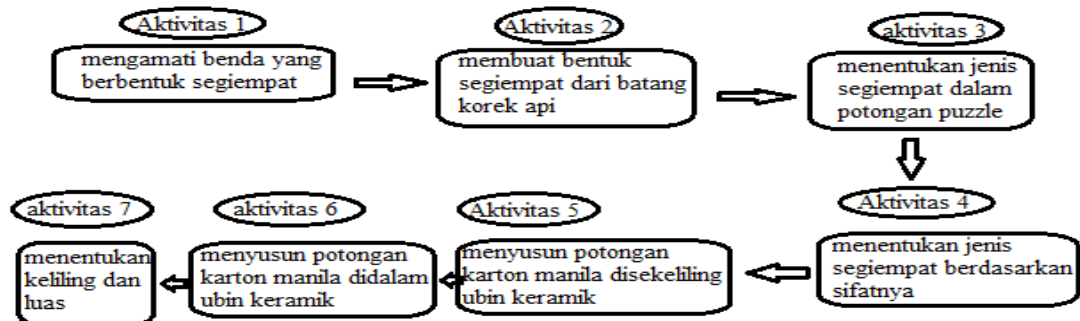 Aktivitas 1
mengamati benda yang
berbentuk segiempat
Aktivitas 2
membuat bentuk
segiempat dari batang
korek api
aktivitas 3
menentukan jenis
segiempat dalam
potongan puzzle
Aktivitas 4
menentukan jenis
segiempat berdasarkan
sifatnya
Aktivitas 5
menyusun potongan
karton manila disekeliling
ubin keramik
aktivitas 6
menyusun potongan
karton manila didalam
ubin keramik
aktivitas 7
menentukan
keliling dan
luas